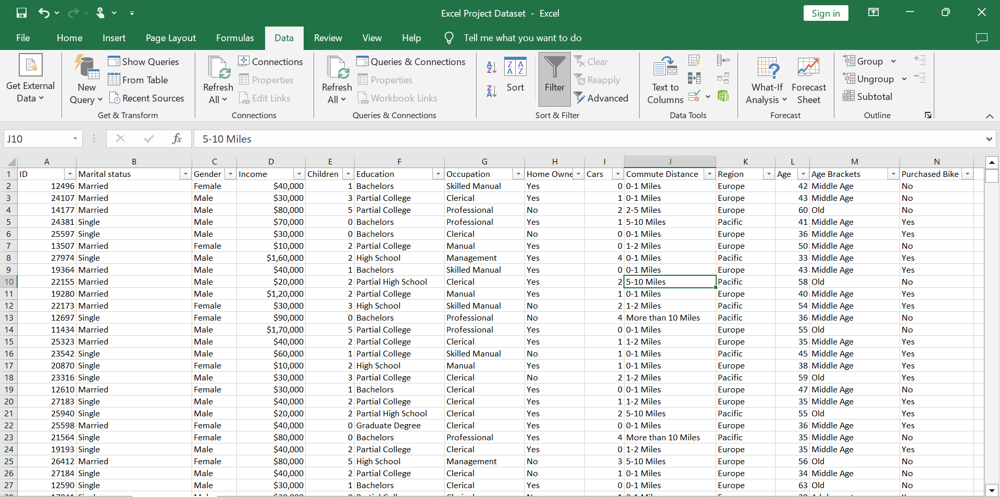 Excel Project Dataset - Excel
Sign in
File Home Insert Page Layout Formulas Data Review View Help Tell me what you want to do
Get External Data
New Query
Show Queries
From Table
Recent Sources
Get & Transform
Refresh All
Connections
Properties
Edit Links
Connections
Refresh All
Queries & Connections
Properties
Workbook Links
Queries & Connections
Sort
Filter
Clear
Reapply
Advanced
Sort & Filter
Text to Columns
Data Tools
What-If Analysis
Forecast Sheet
Forecast
Group
Ungroup
Subtotal
Outline
J10 fx 5-10 Miles
A B C D E F G H I J K L M N
1 ID Marital status Gender Income Children Education Occupation Home Owne Cars Commute Distance Region Age Age Brackets Purchased Bike
2 12496 Married Female $40,000 1 Bachelors Skilled Manual Yes 0 0-1 Miles Europe 42 Middle Age No
3 24107 Married Male $30,000 3 Partial College Clerical Yes 1 0-1 Miles Europe 43 Middle Age No
4 14177 Married Male $80,000 5 Partial College Professional No 2 2-5 Miles Europe 60 Old No
5 24381 Single Male $70,000 0 Bachelors Professional Yes 1 5-10 Miles Pacific 41 Middle Age Yes
6 25597 Single Male $30,000 0 Bachelors Clerical No 0 0-1 Miles Europe 36 Middle Age Yes
7 13507 Married Female $10,000 2 Partial College Manual Yes 0 1-2 Miles Europe 50 Middle Age No
8 27974 Single Male $1,60,000 2 High School Management Yes 4 0-1 Miles Pacific 33 Middle Age Yes
9 19364 Married Male $40,000 1 Bachelors Skilled Manual Yes 0 0-1 Miles Europe 43 Middle Age Yes
10 22155 Married Male $20,000 2 Partial High School Clerical Yes 2 5-10 Miles Pacific 58 Old No
11 19280 Married Male $1,20,000 2 Partial College Manual Yes 1 0-1 Miles Europe 40 Middle Age Yes
12 22173 Married Female $30,000 3 High School Skilled Manual No 2 1-2 Miles Pacific 54 Middle Age Yes
13 12697 Single Female $90,000 0 Bachelors Professional No 4 More than 10 Miles Pacific 36 Middle Age No
14 11434 Married Male $1,70,000 5 Partial College Professional Yes 0 0-1 Miles Europe 55 Old No
15 25323 Married Male $40,000 2 Partial College Clerical Yes 1 1-2 Miles Europe 35 Middle Age Yes
16 23542 Single Male $60,000 1 Partial College Skilled Manual No 1 0-1 Miles Pacific 45 Middle Age Yes
17 20870 Single Female $10,000 2 High School Manual Yes 1 0-1 Miles Europe 38 Middle Age Yes
18 23316 Single Male $30,000 3 Partial College Clerical No 2 1-2 Miles Pacific 59 Old Yes
19 12610 Married Female $30,000 1 Bachelors Clerical Yes 0 0-1 Miles Europe 47 Middle Age No
20 27183 Single Male $40,000 2 Partial College Clerical Yes 1 1-2 Miles Europe 35 Middle Age Yes
21 25940 Single Male $20,000 2 Partial High School Clerical Yes 2 5-10 Miles Pacific 55 Old Yes
22 25598 Married Female $40,000 0 Graduate Degree Clerical Yes 0 0-1 Miles Europe 36 Middle Age Yes
23 21564 Single Female $80,000 0 Bachelors Professional Yes 4 More than 10 Miles Pacific 35 Middle Age No
24 19193 Single Male $40,000 2 Partial College Clerical Yes 0 1-2 Miles Europe 35 Middle Age Yes
25 26412 Married Female $80,000 5 High School Management No 3 5-10 Miles Europe 56 Old No
26 27184 Single Male $40,000 2 Partial College Clerical No 1 0-1 Miles Europe 34 Middle Age No
27 12590 Single Male $30,000 1 Bachelors Clerical Yes 0 0-1 Miles Europe 63 Old No